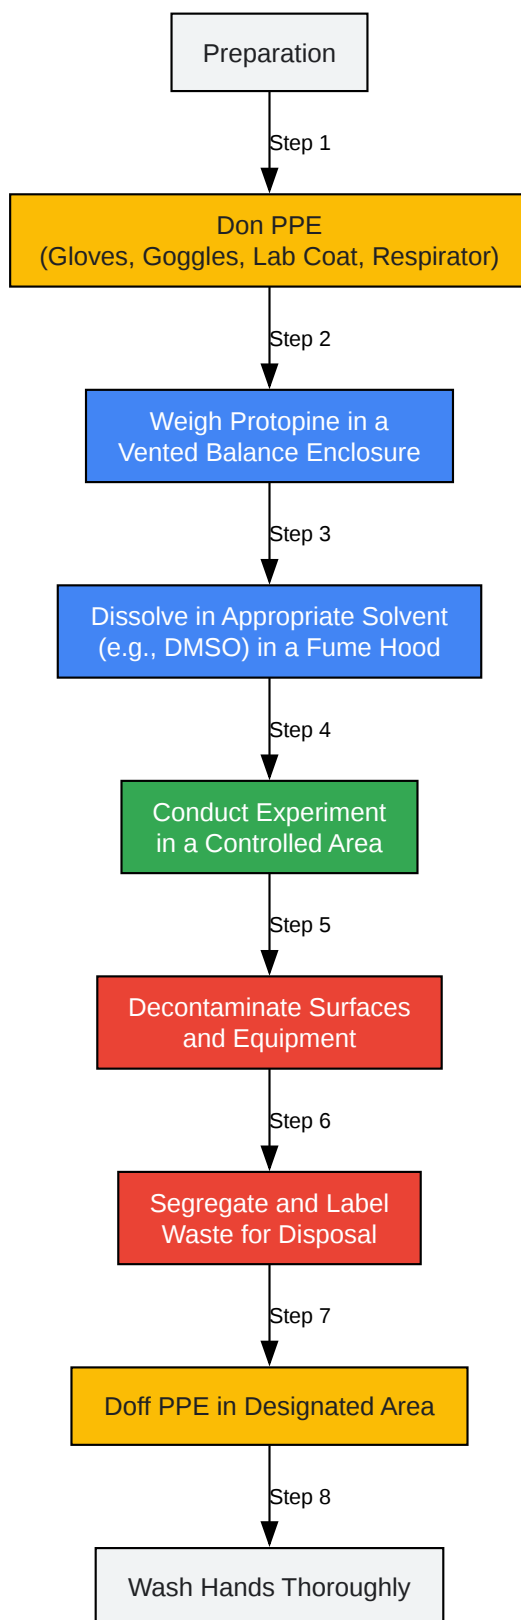 Preparation
Step 1
Don PPE
(Gloves, Goggles, Lab Coat, Respirator)
Step 2
Weigh Protopine in a
Vented Balance Enclosure
Step 3
Dissolve in Appropriate Solvent
(e.g., DMSO) in a Fume Hood
Step 4
Conduct Experiment
in a Controlled Area
Step 5
Decontaminate Surfaces
and Equipment
Step 6
Segregate and Label
Waste for Disposal
Step 7
Doff PPE in Designated Area
Step 8
Wash Hands Thoroughly